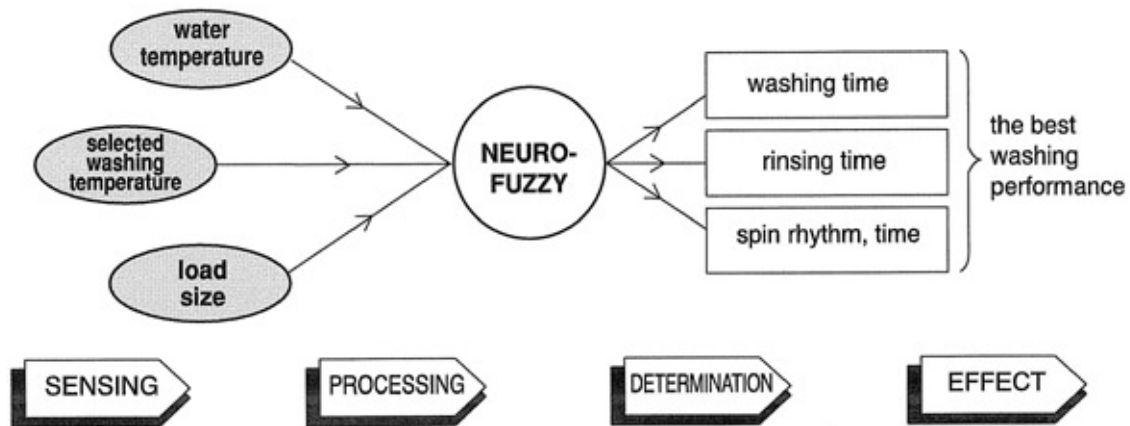 water
temperature
selected
washing
temperature
load
size
NEURO-
FUZZY
washing time
rinsing time
spin rhythm, time
the best
washing
performance
SENSING
PROCESSING
DETERMINATION
EFFECT